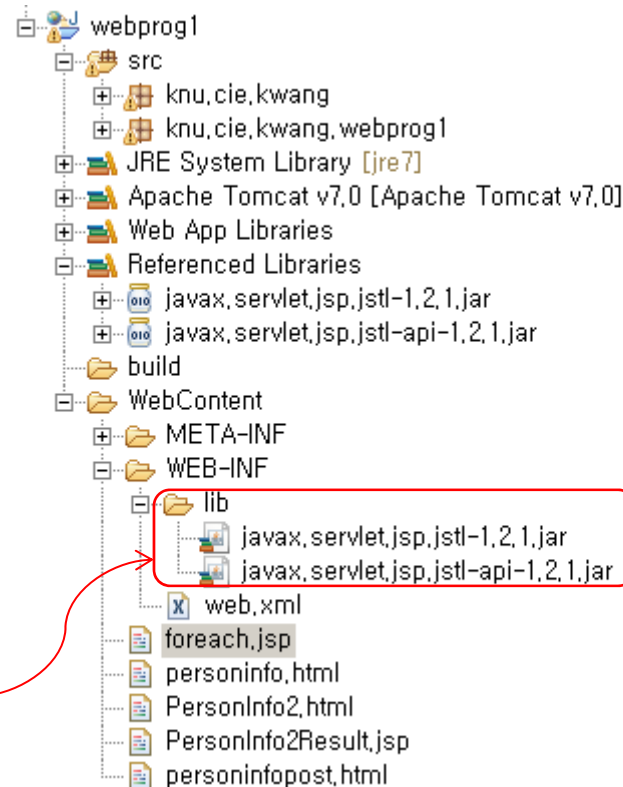 webprog1
src
knu,cie,kwang
knu,cie,kwang,webprog1
JRE System Library [jre7]
Apache Tomcat v7,0 [Apache Tomcat v7,0]
Web App Libraries
Referenced Libraries
javax,servlet,jsp,jstl-1,2,1,jar
javax,servlet,jsp,jstl-api-1,2,1,jar
build
WebContent
META-INF
WEB-INF
lib
javax,servlet,jsp,jstl-1,2,1,jar
javax,servlet,jsp,jstl-api-1,2,1,jar
web,xml
foreach,jsp
personinfo,html
PersonInfo2,html
PersonInfo2Result,jsp
personinfopost,html